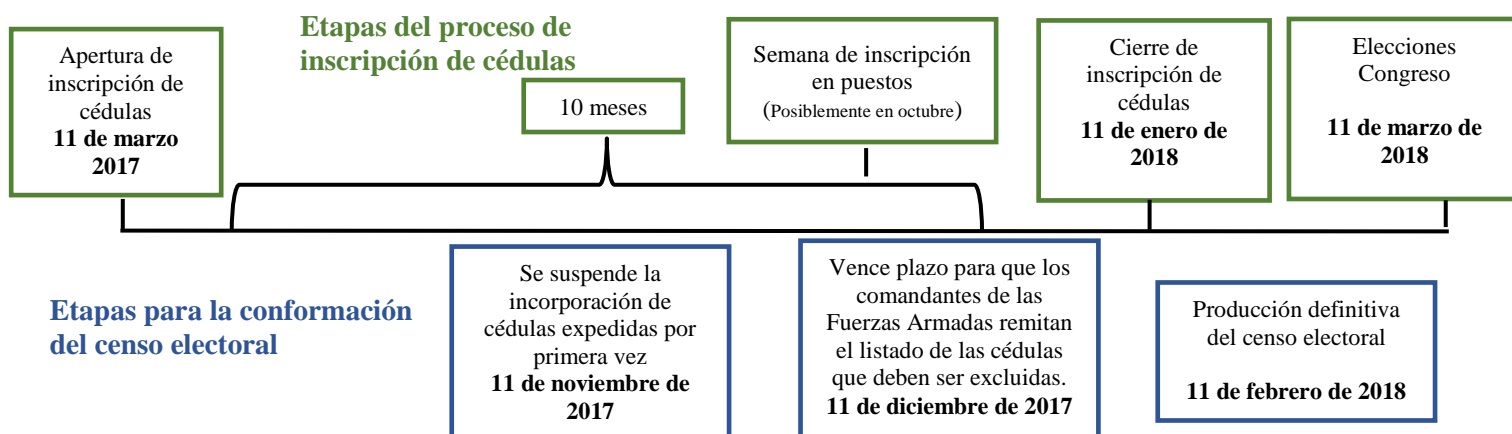 Etapas del proceso de
inscripción de cédulas
Apertura de
inscripción de
cédulas
11 de marzo
2017
10 meses
Semana de inscripción
en puestos
(Posiblemente en octubre)
Cierre de
inscripción de
cédulas
11 de enero de
2018
Elecciones
Congreso
11 de marzo de
2018
Etapas para la conformación
del censo electoral
Se suspende la
incorporación de
cédulas expedidas por
primera vez
11 de noviembre de
2017
Vence plazo para que los
comandantes de las
Fuerzas Armadas remitan
el listado de las cédulas
que deben ser excluidas.
11 de diciembre de 2017
Producción definitiva
del censo electoral
11 de febrero de 2018